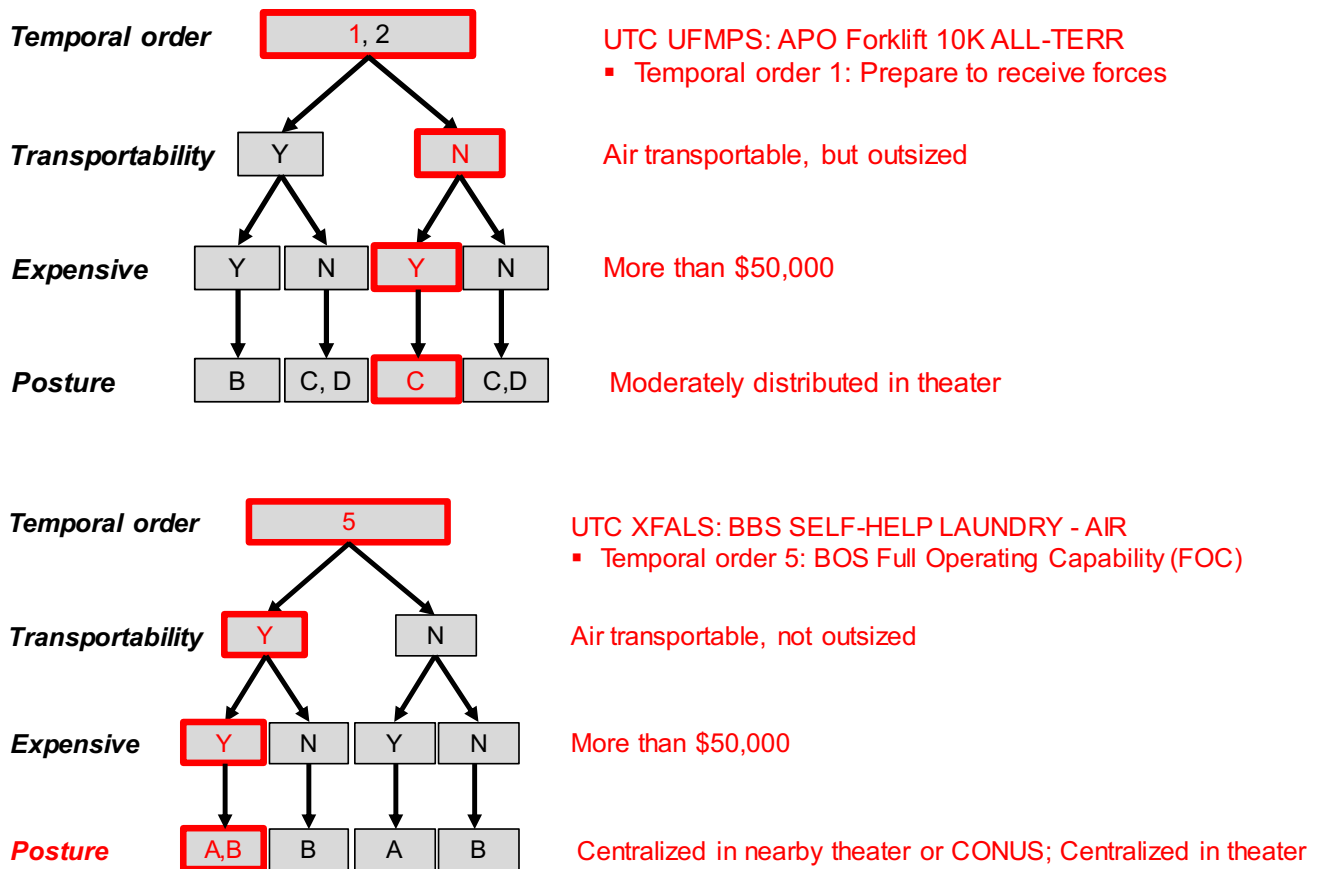 Temporal order 1, 2 UTC UFMPS: APO Forklift 10K ALL-TERR
▪ Temporal order 1: Prepare to receive forces
Transportability Y N Air transportable, but outsized
Expensive Y N Y N More than $50,000
Posture B C, D C C,D Moderately distributed in theater
Temporal order 5 UTC XFALS: BBS SELF-HELP LAUNDRY - AIR
▪ Temporal order 5: BOS Full Operating Capability (FOC)
Transportability Y N Air transportable, not outsized
Expensive Y N Y N More than $50,000
Posture A,B B A B Centralized in nearby theater or CONUS; Centralized in theater